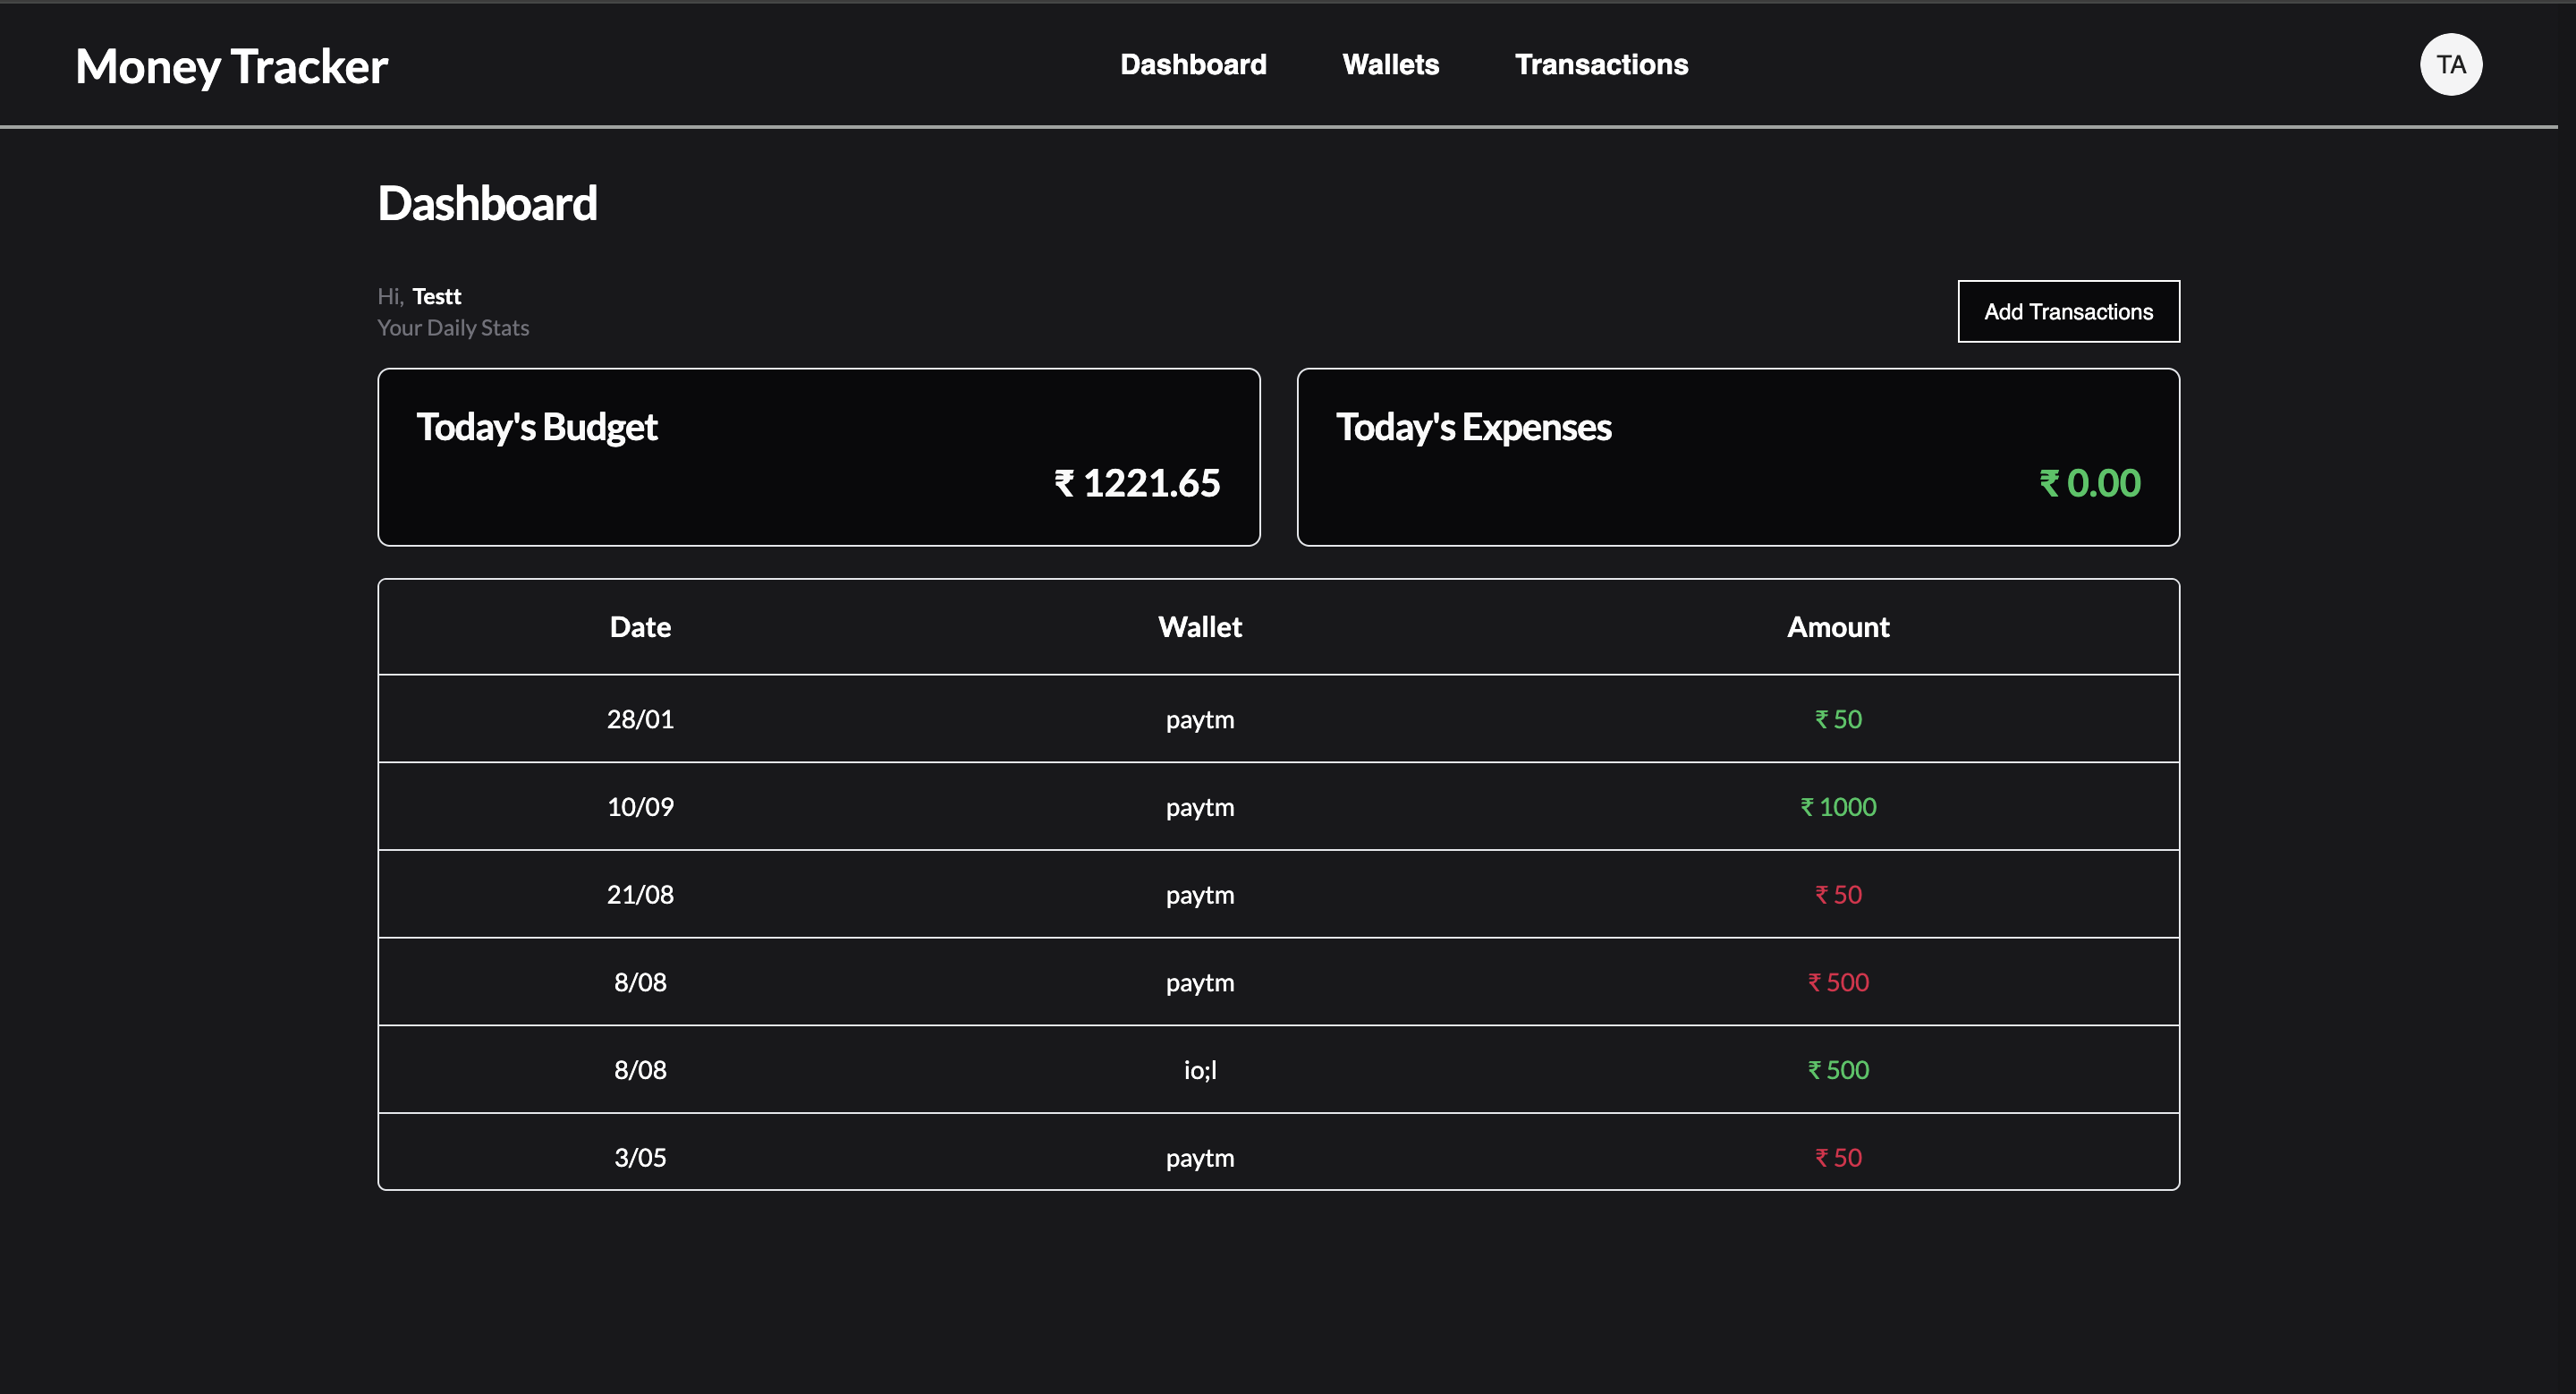 Money Tracker Dashboard Wallets Transactions TA
Dashboard
Hi, Testt
Your Daily Stats
Add Transactions
Today's Budget
₹ 1221.65
Today's Expenses
₹ 0.00
Date Wallet Amount
28/01 paytm ₹ 50
10/09 paytm ₹ 1000
21/08 paytm ₹ 50
8/08 paytm ₹ 500
8/08 io;l ₹ 500
3/05 paytm ₹ 50